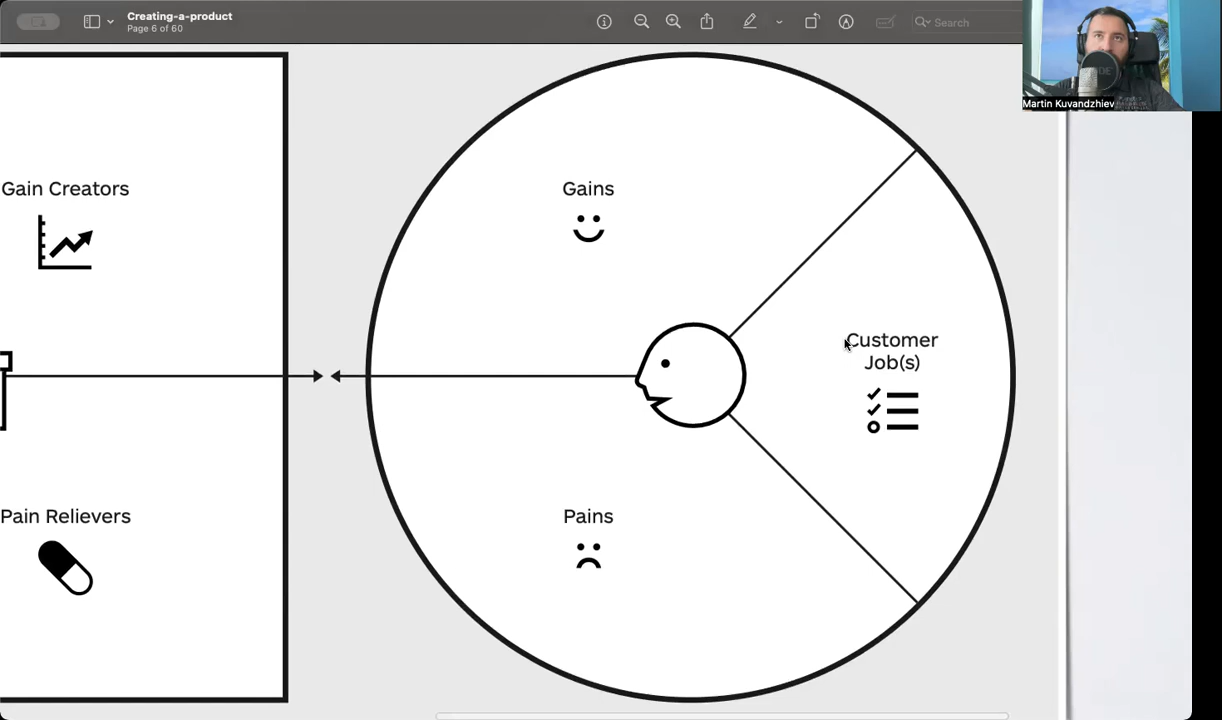 Creating-a-product
Page 6 of 60
Search
Martin Kuvandzhiev
Gain Creators
Gains
Customer
Job(s)
Pain Relievers
Pains